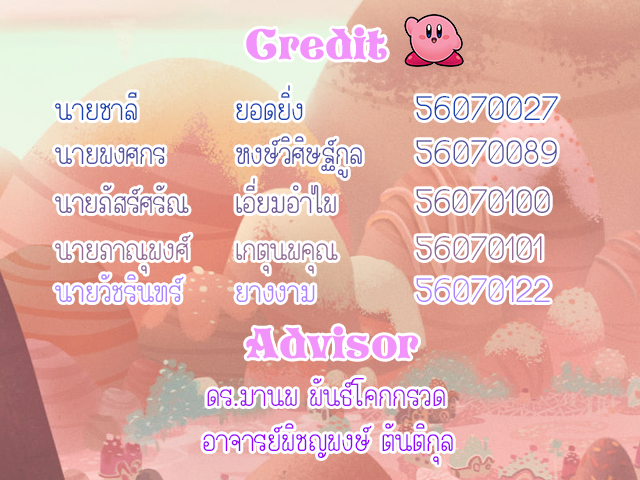 Credit
นายชาลี ยอดยิ่ง 56070027
นายพงศกร หงษ์วิศิษฐ์กูล 56070089
นายภัสร์ศรัณ เอี่ยมอำไพ 56070100
นายภาณุพงศ์ เกตุนพคุณ 56070101
นายวัชรินทร์ ยางงาม 56070122
Advisor
ดร.มานพ พันธ์โคกกรวด
อาจารย์พิชญพงษ์ ตันติกุล